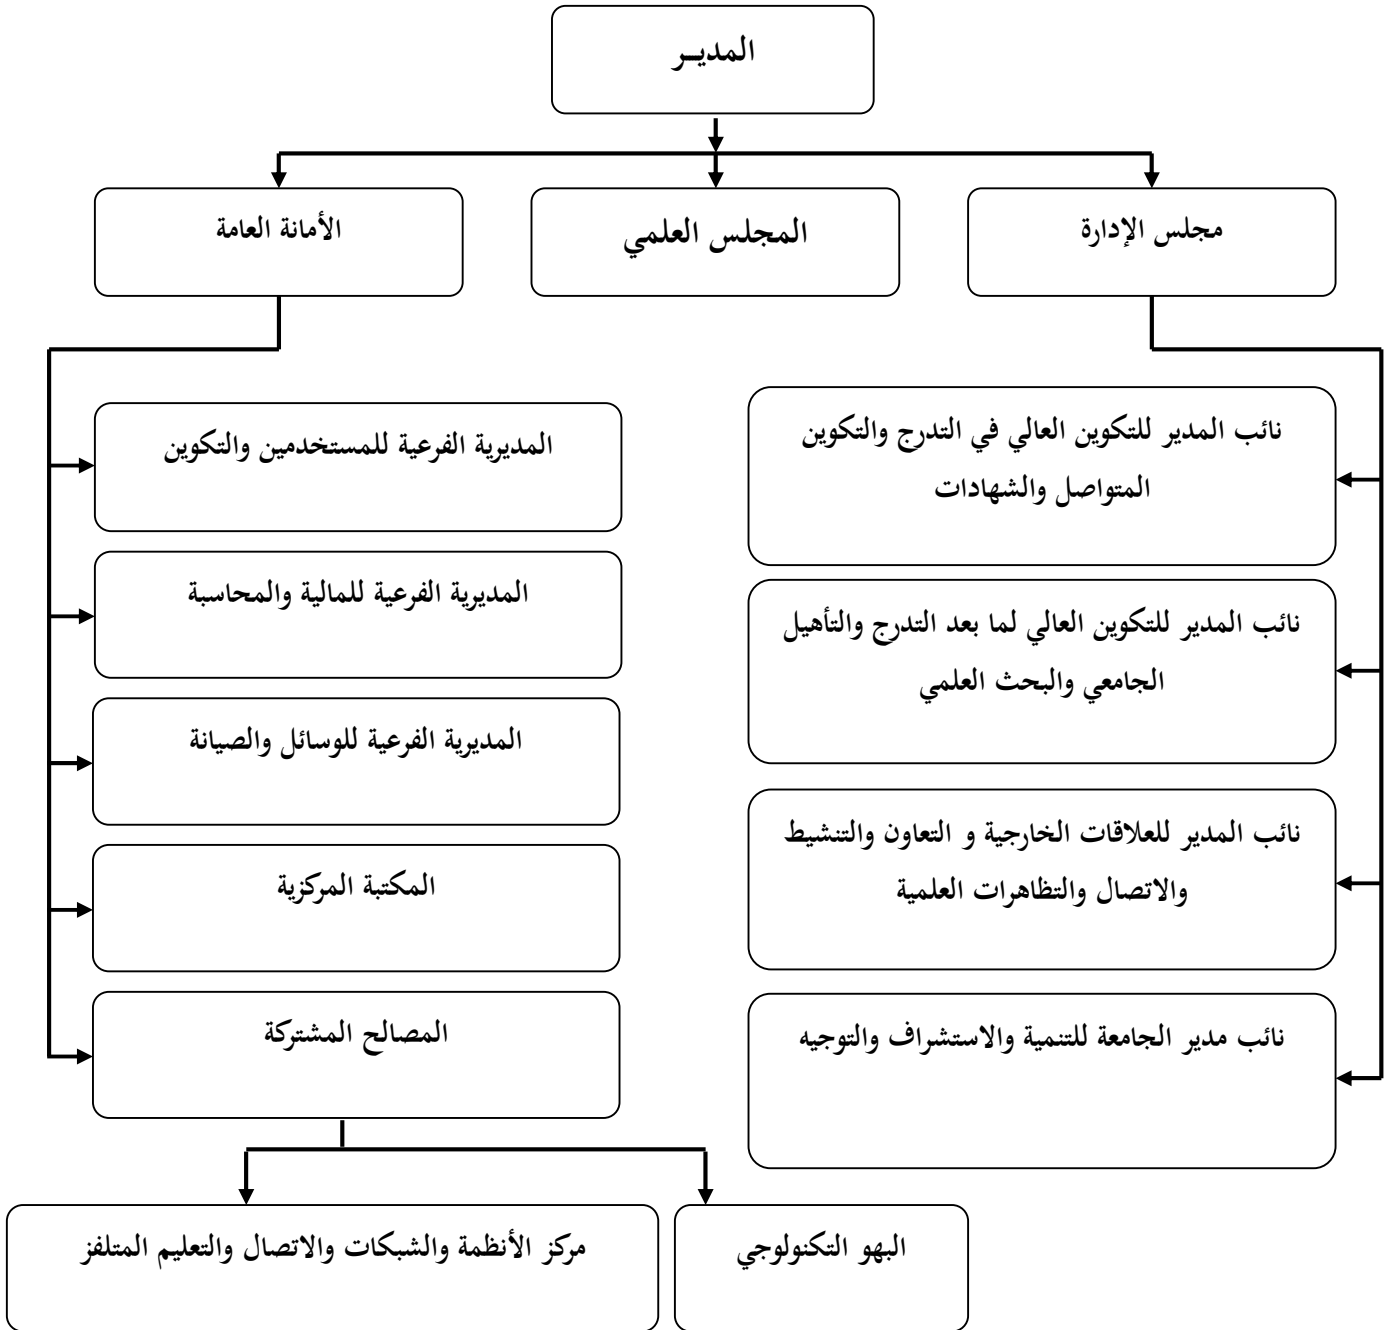 المديــر
مجلس الإدارة
المجلس العلمي
الأمانة العامة
نائب المدير للتكوين العالي في التدرج والتكوين
المتواصل والشهادات
نائب المدير للتكوين العالي لما بعد التدرج والتأهيل
الجامعي والبحث العلمي
نائب المدير للعلاقات الخارجية و التعاون والتنشيط
والاتصال والتظاهرات العلمية
نائب مدير الجامعة للتنمية والاستشراف والتوجيه
المديرية الفرعية للمستخدمين والتكوين
المديرية الفرعية للمالية والمحاسبة
المديرية الفرعية للوسائل والصيانة
المكتبة المركزية
المصالح المشتركة
البهو التكنولوجي
مركز الأنظمة والشبكات والاتصال والتعليم المتلفز